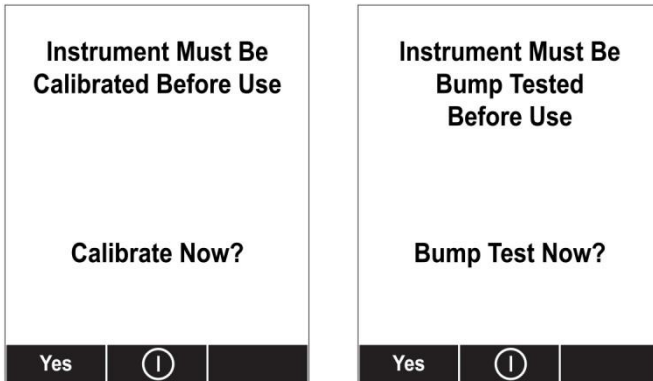 Instrument Must Be
Calibrated Before Use
Calibrate Now?
Yes
Instrument Must Be
Bump Tested
Before Use
Bump Test Now?
Yes